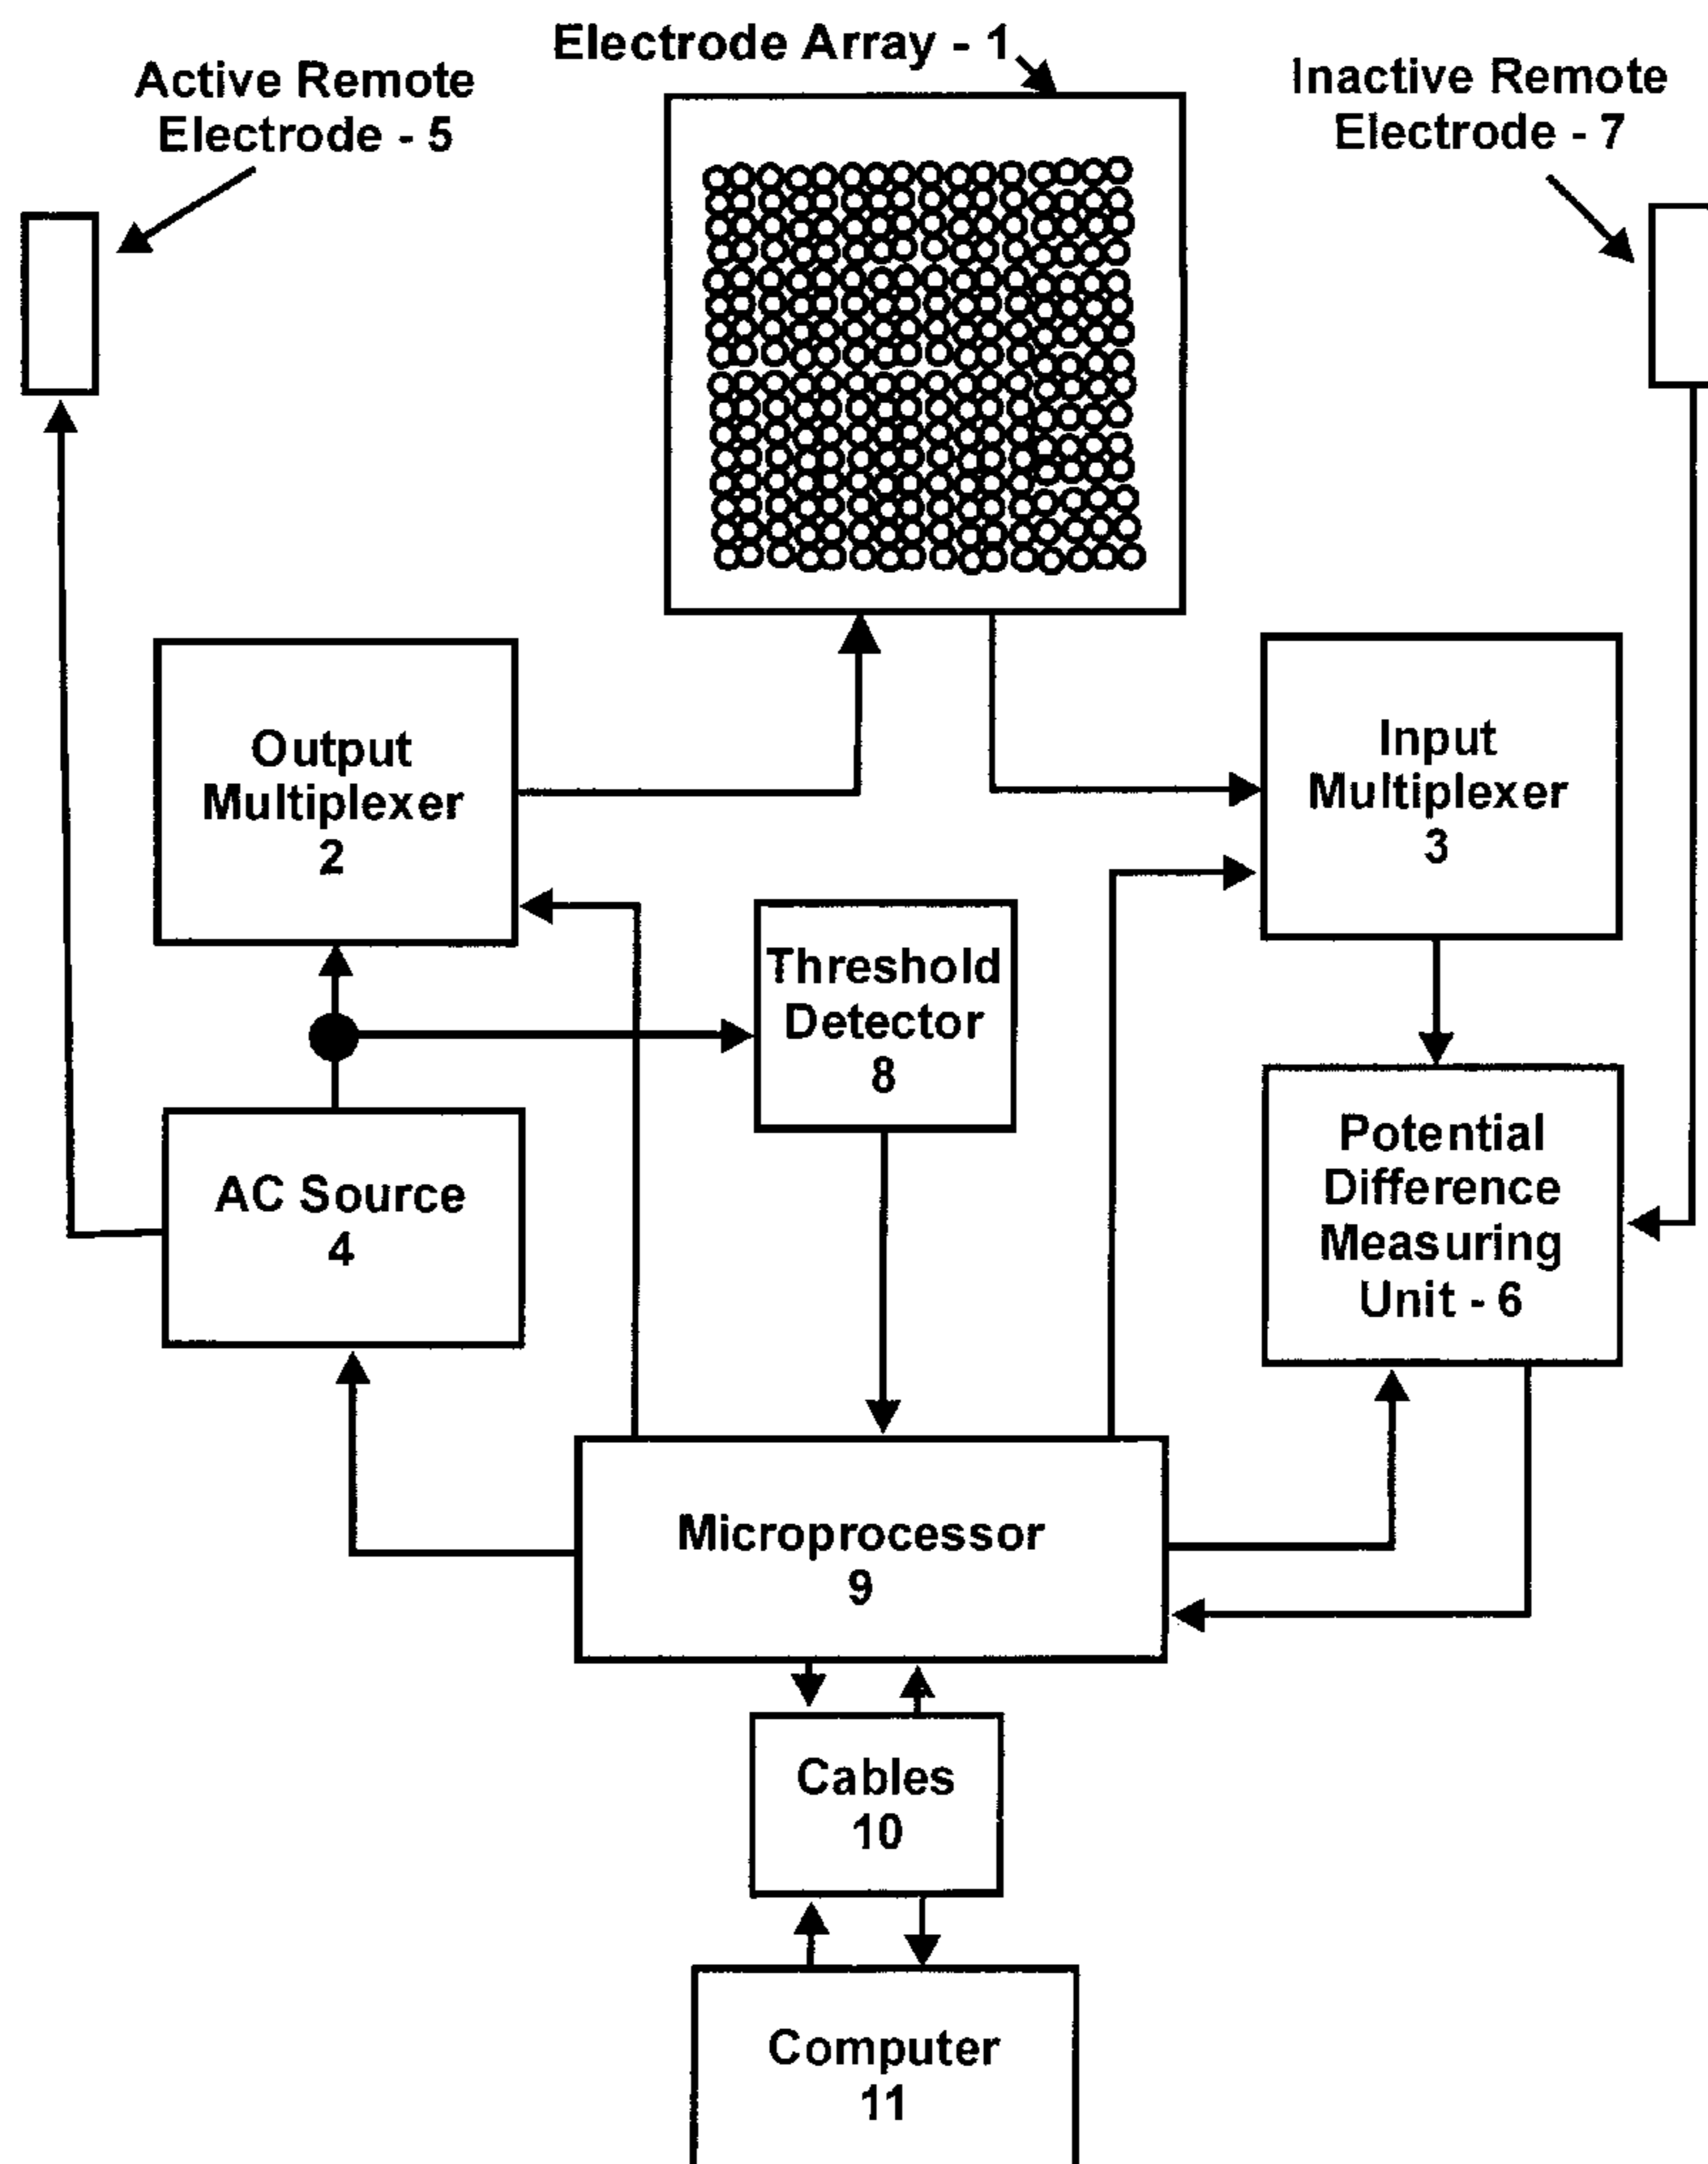 Electrode Array - 1
Active Remote
Electrode - 5
Inactive Remote
Electrode - 7
Output
Multiplexer
2
Input
Multiplexer
3
Threshold
Detector
8
AC Source
4
Potential
Difference
Measuring
Unit - 6
Microprocessor
9
Cables
10
Computer
11